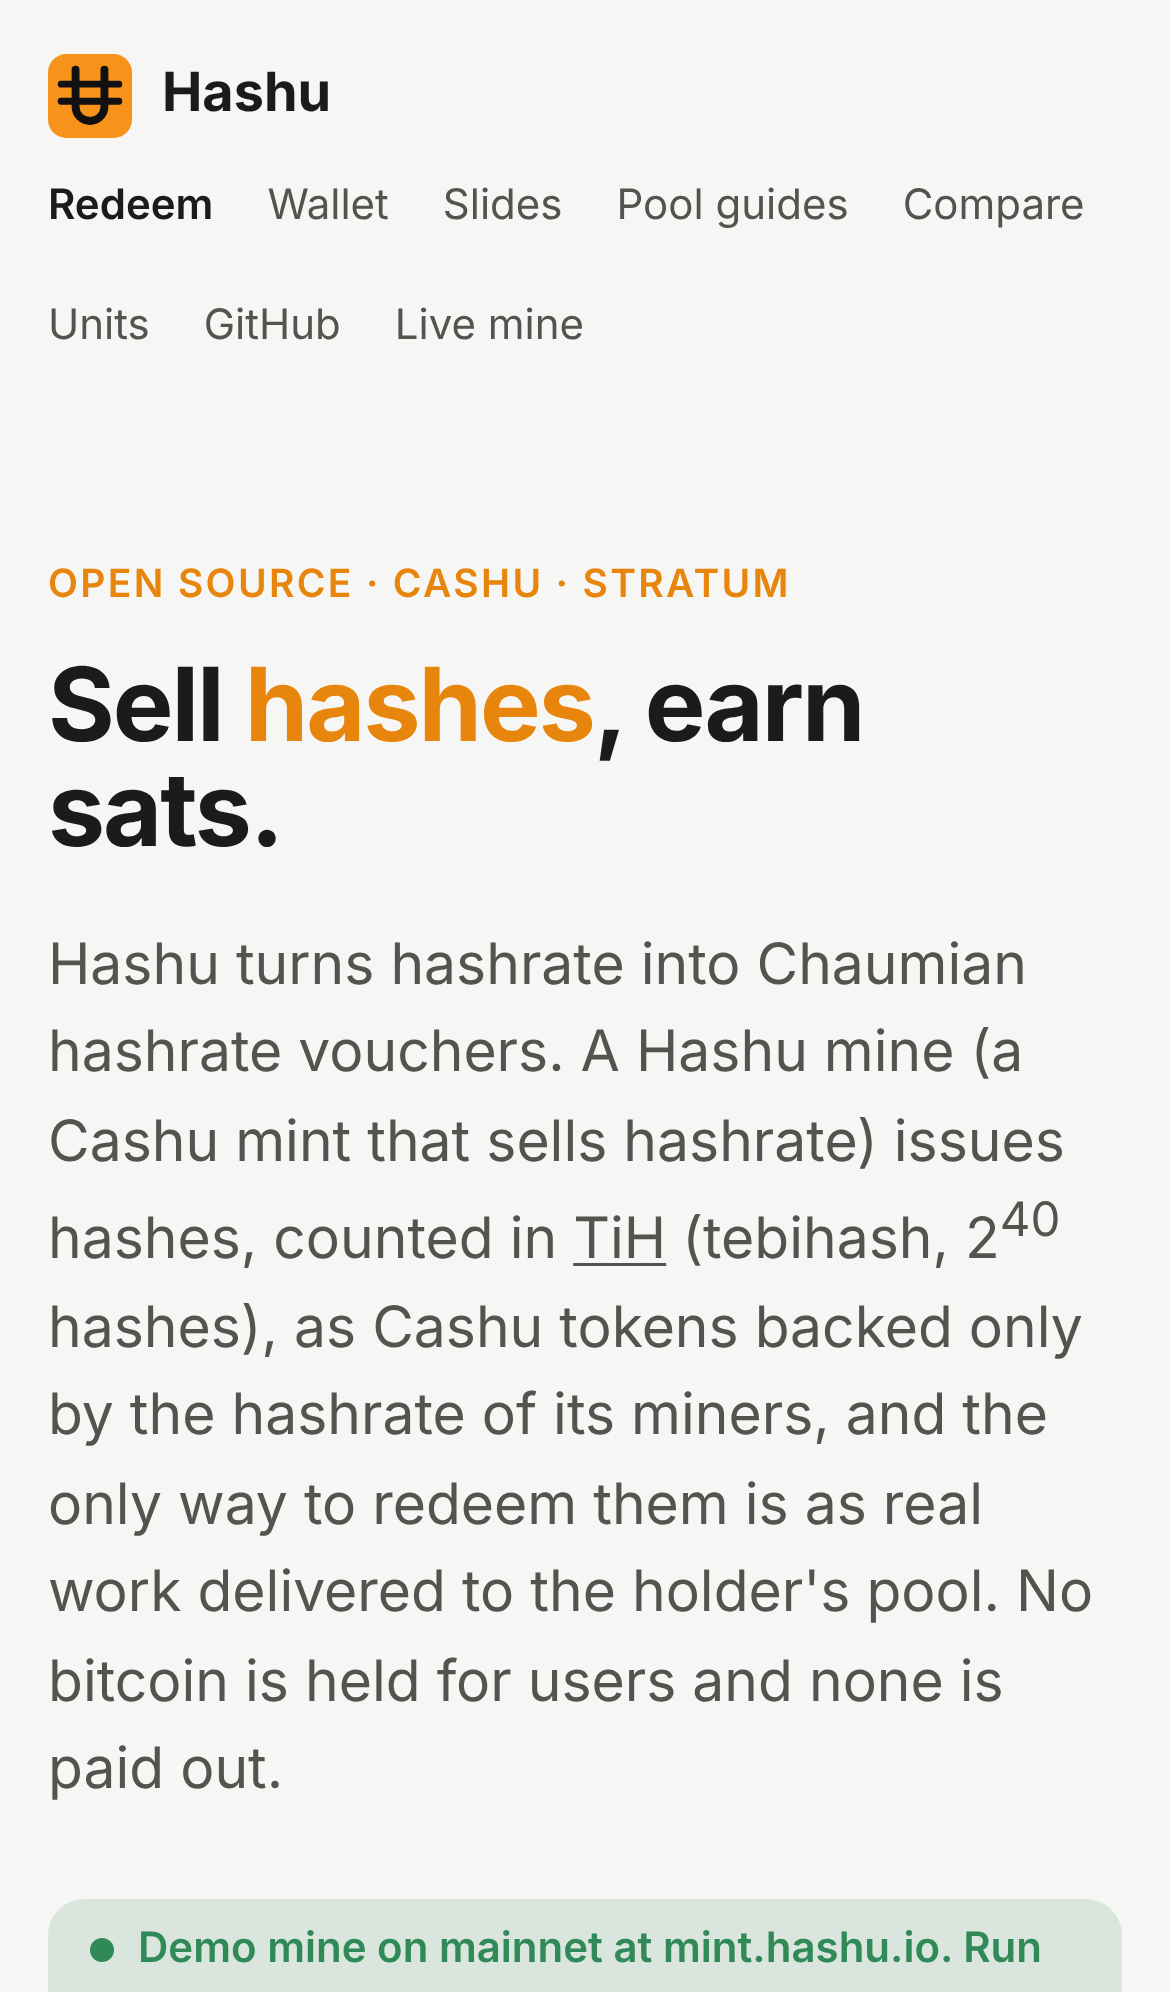 Hashu
Redeem Wallet Slides Pool guides Compare
Units GitHub Live mine
OPEN SOURCE · CASHU · STRATUM
Sell hashes, earn
sats.
Hashu turns hashrate into Chaumian
hashrate vouchers. A Hashu mine (a
Cashu mint that sells hashrate) issues
hashes, counted in TiH (tebihash, 2⁴⁰
hashes), as Cashu tokens backed only
by the hashrate of its miners, and the
only way to redeem them is as real
work delivered to the holder's pool. No
bitcoin is held for users and none is
paid out.
Demo mine on mainnet at mint.hashu.io. Run